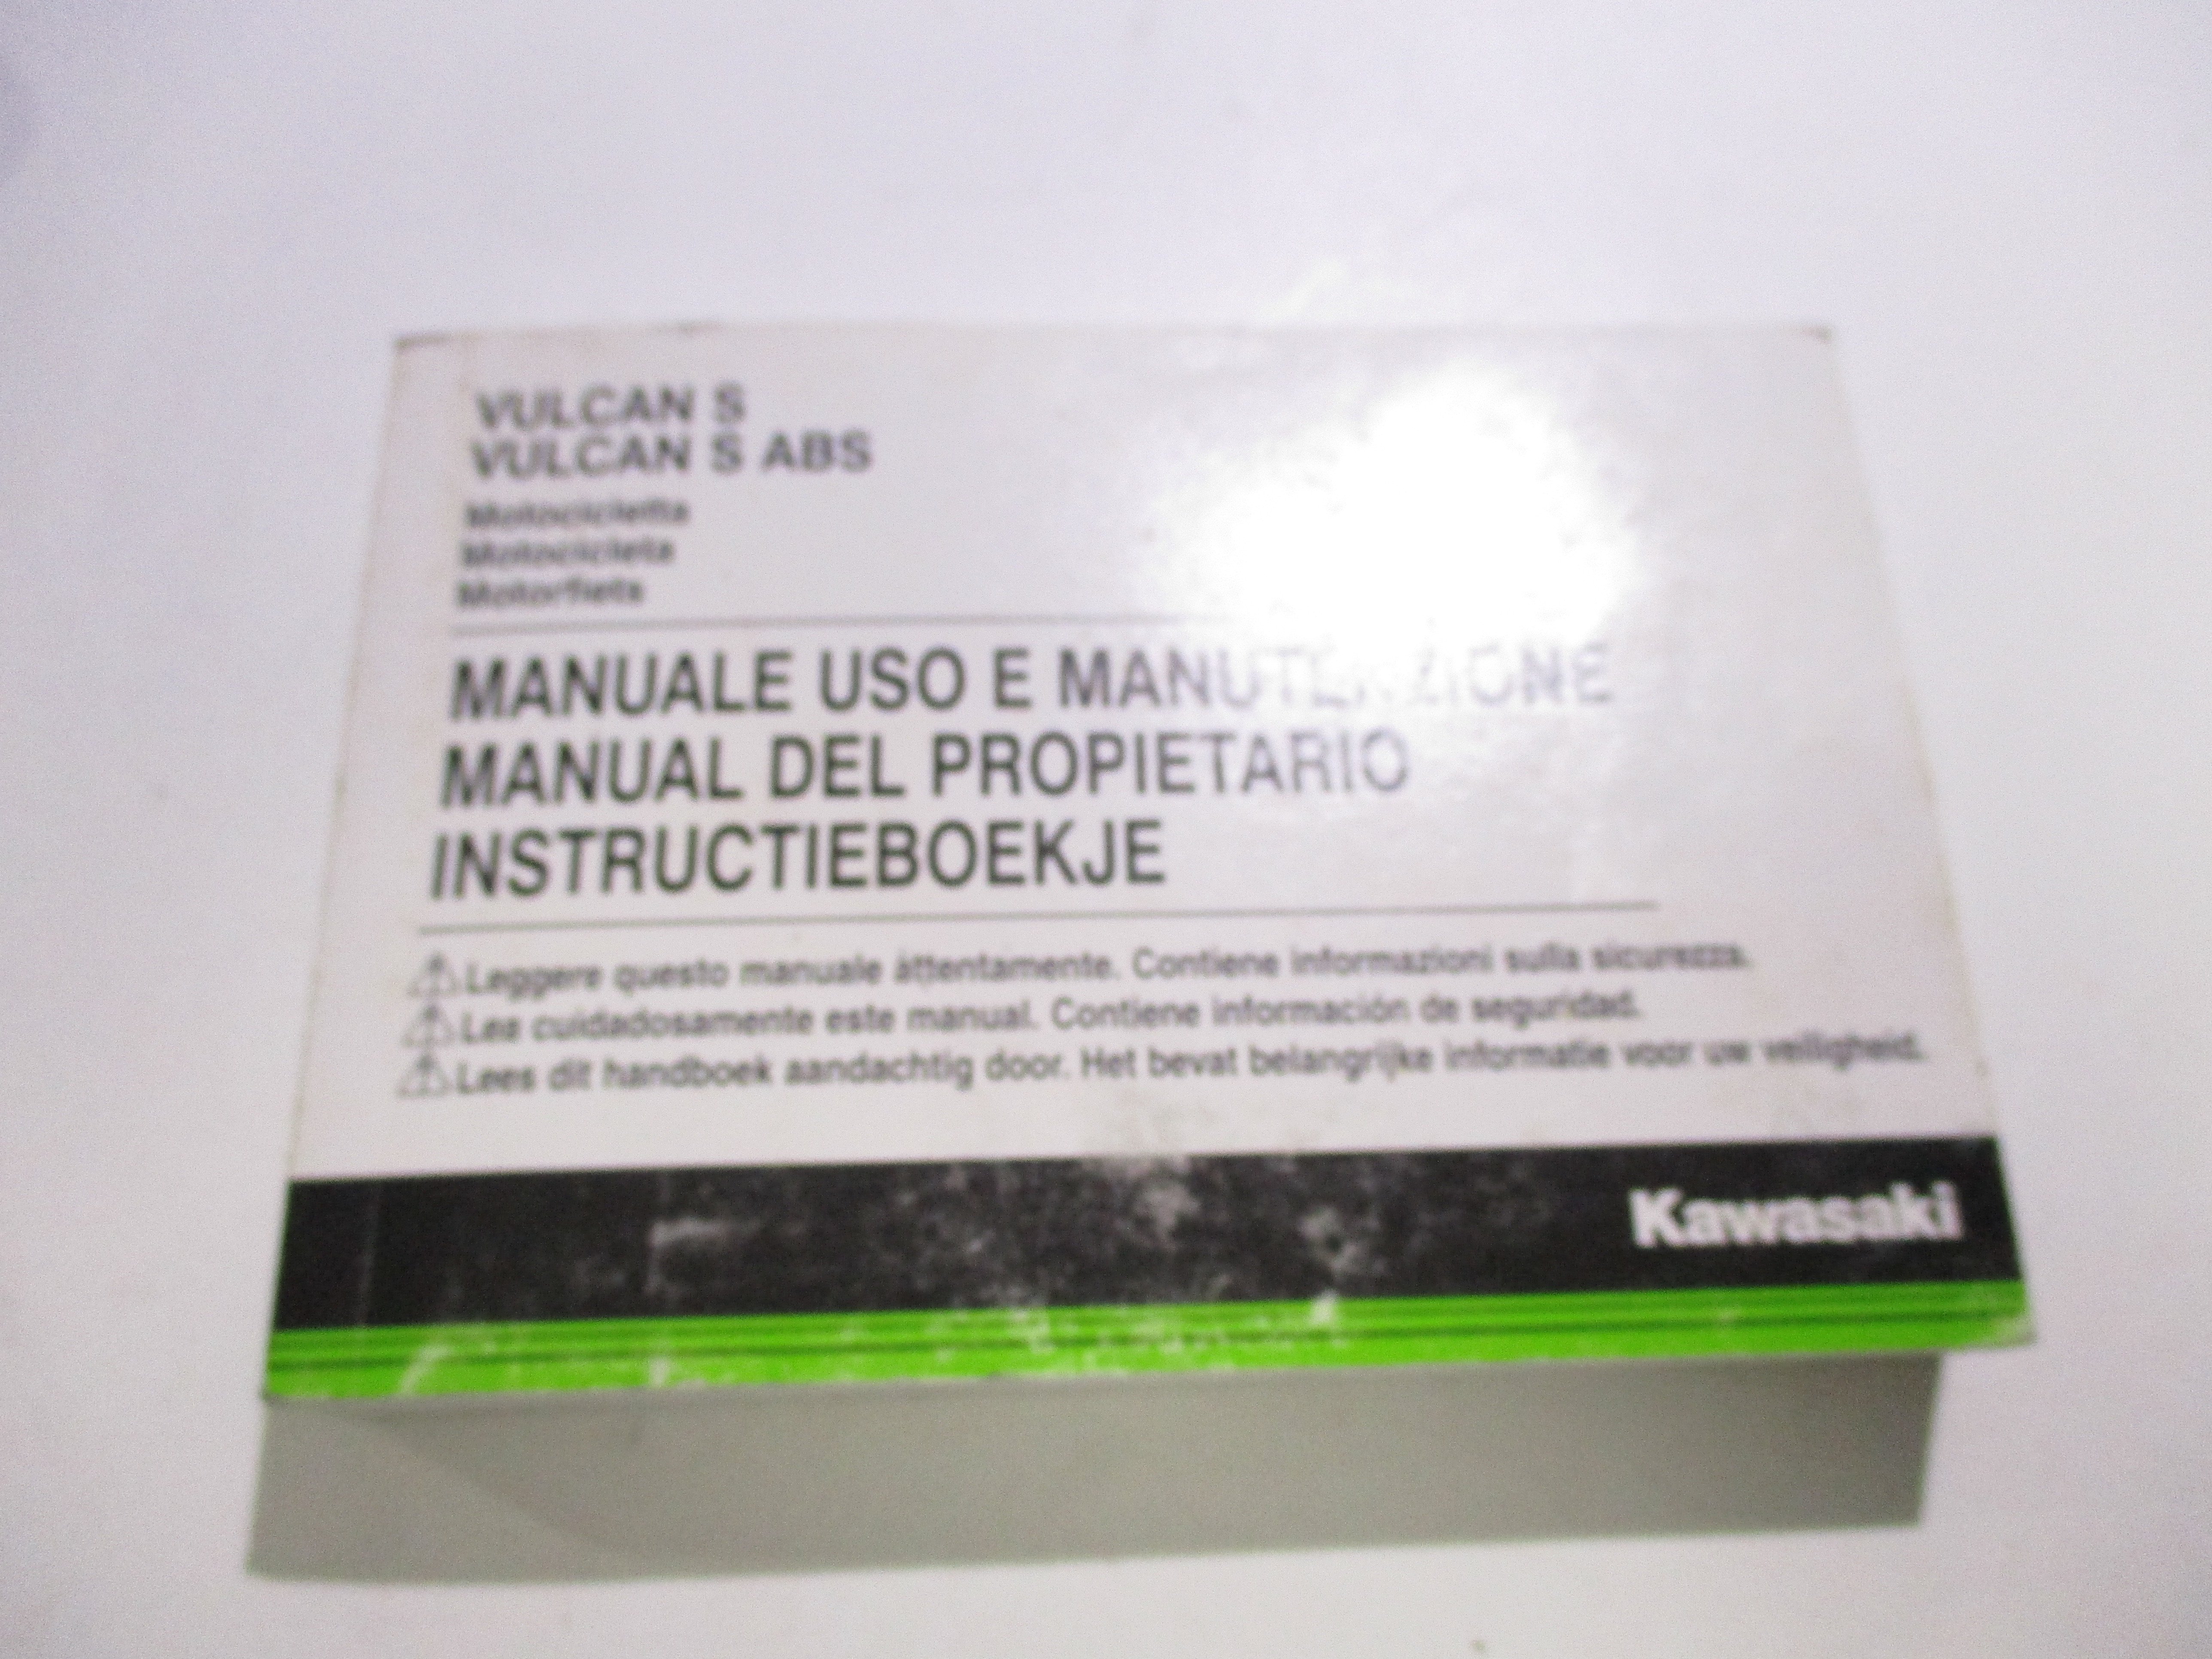 VULCAN S
VULCAN S ABS
Motocicletta
Motocicleta
Motorfiets
MANUALE USO E MANUTENZIONE
MANUAL DEL PROPIETARIO
INSTRUCTIEBOEKJE
Leggere questo manuale attentamente. Contiene informazioni sulla sicurezza.
Lea cuidadosamente este manual. Contiene información de seguridad.
Lees dit handboek aandachtig door. Het bevat belangrijke informatie voor uw veiligheid.
Kawasaki